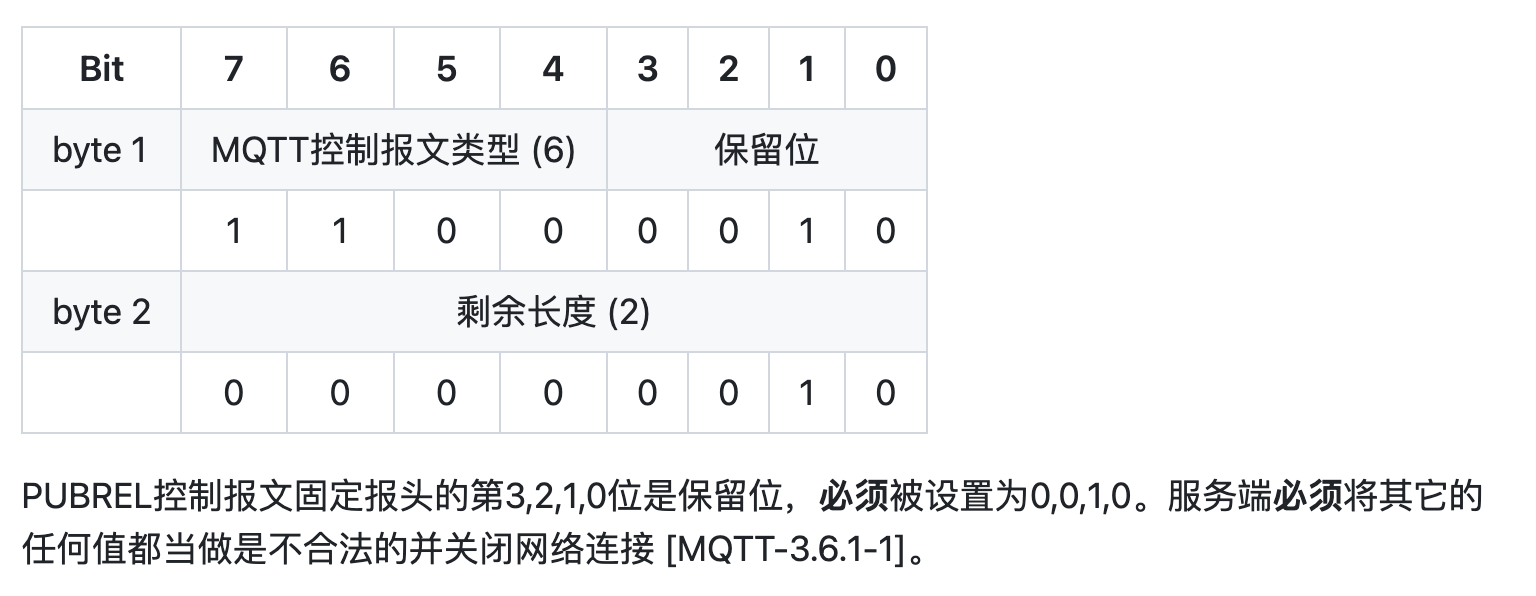 Bit 7 6 5 4 3 2 1 0
byte 1 MQTT控制报文类型 (6) 保留位
1 1 0 0 0 0 1 0
byte 2 剩余长度 (2)
0 0 0 0 0 0 1 0
PUBREL控制报文固定报头的第3,2,1,0位是保留位，必须被设置为0,0,1,0。服务端必须将其它的
任何值都当做是不合法的并关闭网络连接 [MQTT-3.6.1-1]。